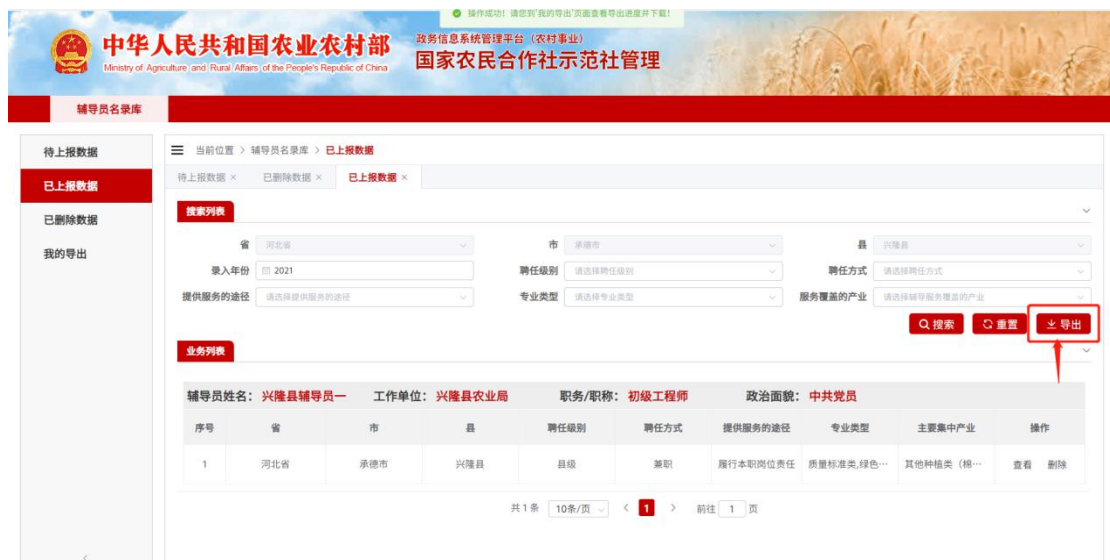 操作成功！请您到'我的导出'页面查看导出进度并下载！
中华人民共和国农业农村部
Ministry of Agriculture and Rural Affairs of the People's Republic of China
政务信息系统管理平台（农村事业）
国家农民合作社示范社管理
辅导员名录库
待上报数据
已上报数据
已删除数据
我的导出
当前位置 > 辅导员名录库 > 已上报数据
待上报数据 × 已删除数据 × 已上报数据 ×
搜索列表
省 河北省 市 承德市 县 兴隆县
录入年份 2021 聘任级别 请选择聘任级别 聘任方式 请选择聘任方式
提供服务的途径 请选择提供服务的途径 专业类型 请选择专业类型 服务覆盖的产业 请选择辅导服务覆盖的产业
搜索 重置 导出
业务列表
辅导员姓名： 兴隆县辅导员一 工作单位： 兴隆县农业局 职务/职称： 初级工程师 政治面貌： 中共党员
序号 省 市 县 聘任级别 聘任方式 提供服务的途径 专业类型 主要集中产业 操作
1 河北省 承德市 兴隆县 县级 兼职 履行本职岗位责任 质量标准类,绿色… 其他种植类（棉… 查看 删除
共 1 条 10条/页 < 1 > 前往 1 页